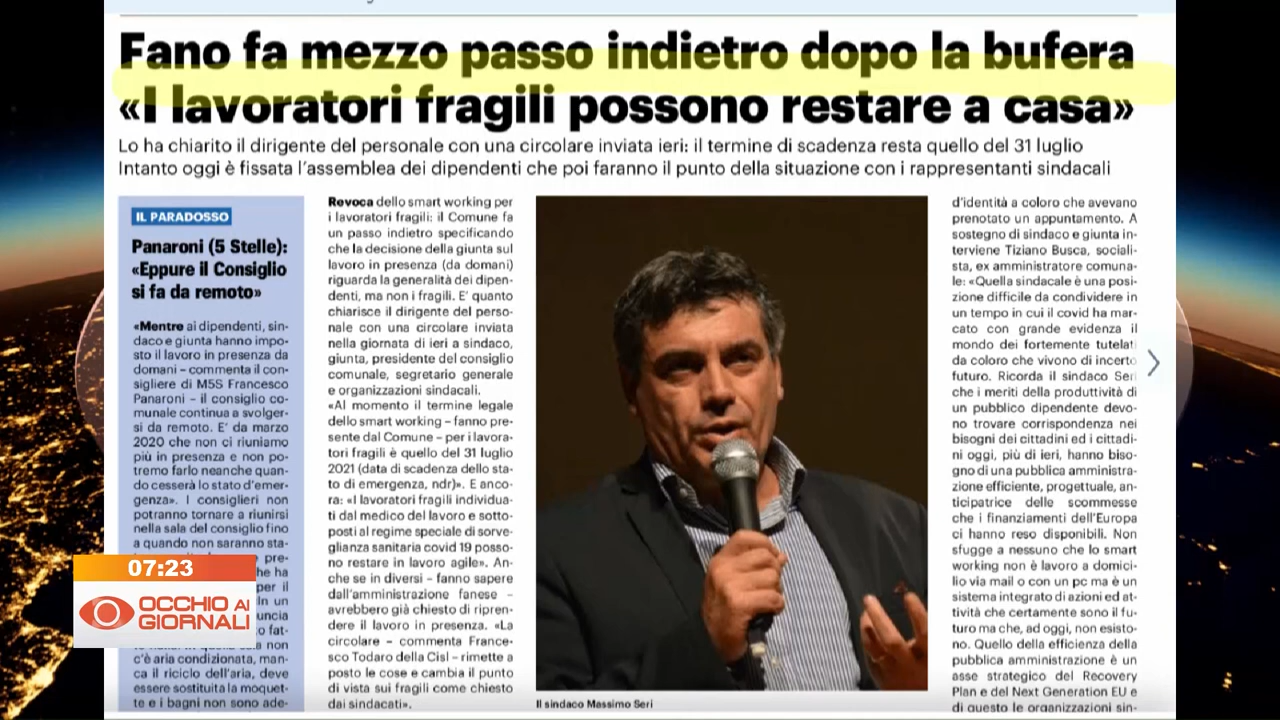 Fano fa mezzo passo indietro dopo la bufera
«I lavoratori fragili possono restare a casa»
Lo ha chiarito il dirigente del personale con una circolare inviata ieri: il termine di scadenza resta quello del 31 luglio
Intanto oggi è fissata l'assemblea dei dipendenti che poi faranno il punto della situazione con i rappresentanti sindacali
IL PARADOSSO
Panaroni (5 Stelle):
«Eppure il Consiglio
si fa da remoto»
«Mentre ai dipendenti, sin-
daco e giunta hanno impo-
sto il lavoro in presenza da
domani – commenta il con-
sigliere di M5S Francesco
Panaroni – il consiglio co-
munale continua a svolger-
si da remoto. E' da marzo
2020 che non ci riuniamo
più in presenza e non po-
tremo farlo neanche quan-
do cesserà lo stato d'emer-
genza». I consiglieri non
potranno tornare a riunirsi
nella sala del consiglio fino
a quando non saranno sta-
pre-
he ha
per il
In un
uncia
fat-
non
c'è aria condizionata, man-
ca il riciclo dell'aria, deve
essere sostituita la moquet-
te e i bagni non sono ade-
Revoca dello smart working per
i lavoratori fragili: il Comune fa
un passo indietro specificando
che la decisione della giunta sul
lavoro in presenza (da domani)
riguarda la generalità dei dipen-
denti, ma non i fragili. E' quanto
chiarisce il dirigente del perso-
nale con una circolare inviata
nella giornata di ieri a sindaco,
giunta, presidente del consiglio
comunale, segretario generale
e organizzazioni sindacali.
«Al momento il termine legale
dello smart working – fanno pre-
sente dal Comune – per i lavora-
tori fragili è quello del 31 luglio
2021 (data di scadenza dello sta-
to di emergenza, ndr)». E anco-
ra: «I lavoratori fragili individua-
ti dal medico del lavoro e sotto-
posti al regime speciale di sorve-
glianza sanitaria covid 19 posso-
no restare in lavoro agile». An-
che se in diversi – fanno sapere
dall'amministrazione fanese –
avrebbero già chiesto di ripren-
dere il lavoro in presenza. «La
circolare – commenta France-
sco Todaro della Cisl – rimette a
posto le cose e cambia il punto
di vista sui fragili come chiesto
dai sindacati».
Il sindaco Massimo Seri
d'identità a coloro che avevano
prenotato un appuntamento. A
sostegno di sindaco e giunta in-
terviene Tiziano Busca, sociali-
sta, ex amministratore comuna-
le: «Quella sindacale è una posi-
zione difficile da condividere in
un tempo in cui il covid ha mar-
cato con grande evidenza il
mondo dei fortemente tutelati
da coloro che vivono di incerto
futuro. Ricorda il sindaco Seri
che i meriti della produttività di
un pubblico dipendente devo-
no trovare corrispondenza nei
bisogni dei cittadini ed i cittadi-
ni oggi, più di ieri, hanno biso-
gno di una pubblica amministra-
zione efficiente, progettuale, an-
ticipatrice delle scommesse
che i finanziamenti dell'Europa
ci hanno reso disponibili. Non
sfugge a nessuno che lo smart
working non è lavoro a domici-
lio via mail o con un pc ma è un
sistema integrato di azioni ed at-
tività che certamente sono il fu-
turo ma che, ad oggi, non esisto-
no. Quello della efficienza della
pubblica amministrazione è un
asse strategico del Recovery
Plan e del Next Generation EU e
di questo le organizzazioni sin-
07:23
OCCHIO AI
GIORNALI